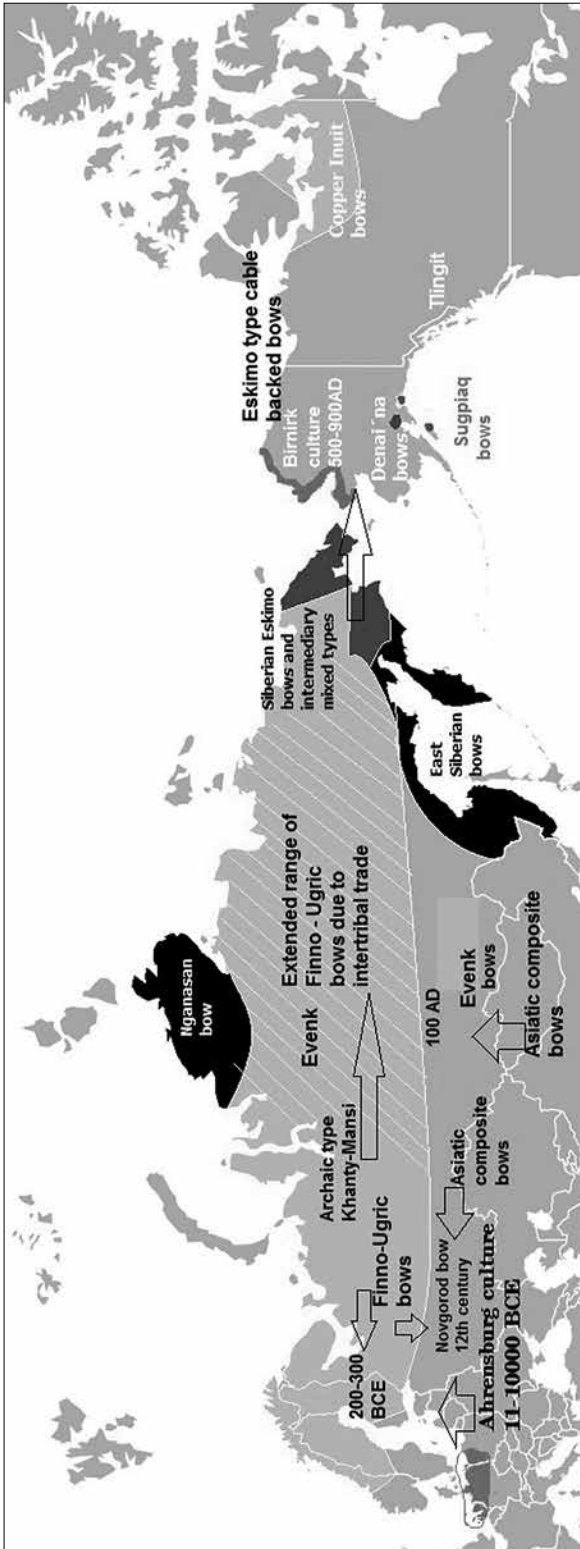 200-300
BCE
Finno-Ugric
bows
Novgorod bow
12th century
Ahrensburg culture
11-10000 BCE
Asiatic
composite
bows
Archaic type
Khanty-Mansi
Evenk
Extended range of
Finno - Ugric
bows due to
intertribal trade
Nganasan
bow
100 AD
Evenk
bows
Asiatic composite
bows
East
Siberian
bows
Siberian Eskimo
bows and
intermediary
mixed types
Eskimo type cable
backed bows
Birnirk
culture
500-900AD
Denai´na
bows
Sugpiaq
bows
Tlingit
Copper Inuit
bows